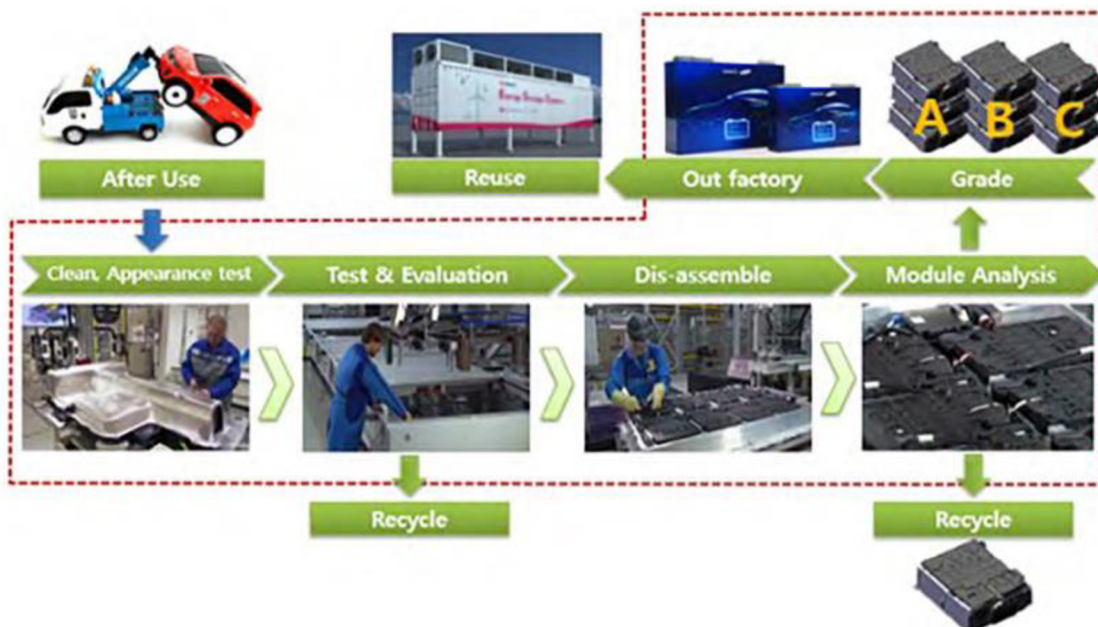 After Use
Reuse
Out factory
A B C
Grade
Clean, Appearance test
Test & Evaluation
Dis-assemble
Module Analysis
Recycle
Recycle